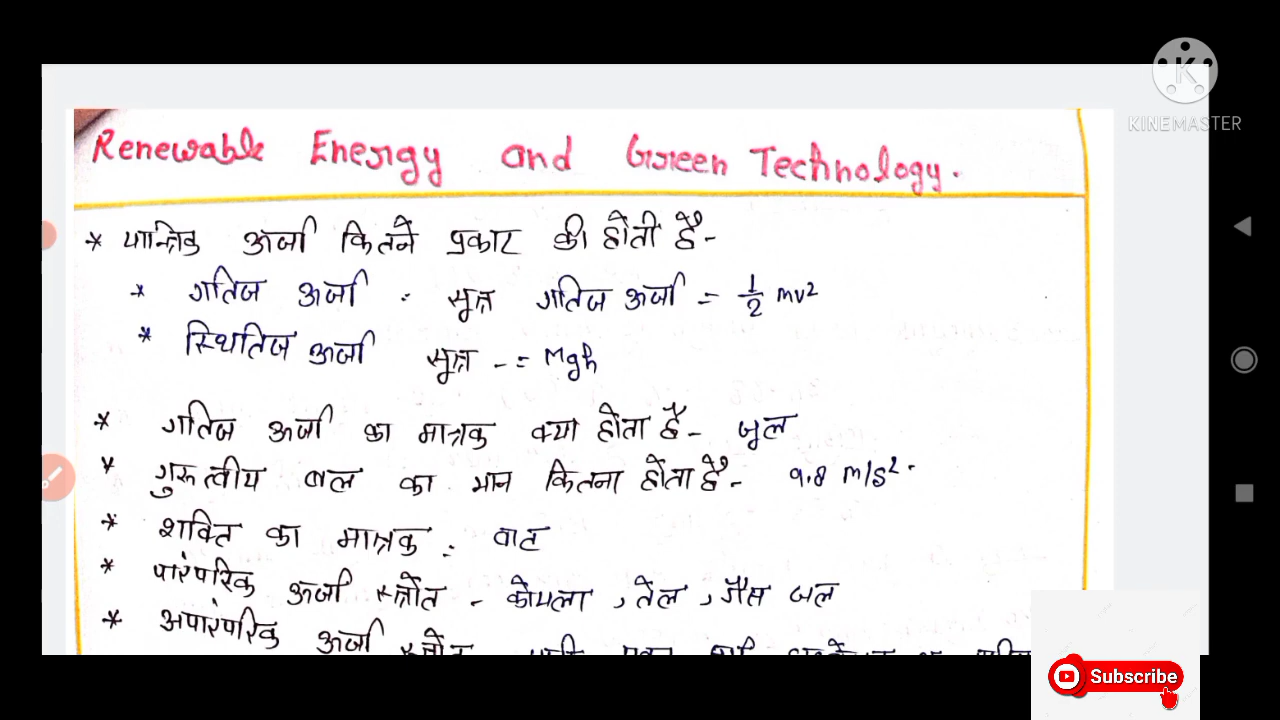 Renewable Energy and Green Technology.
* यान्त्रिक ऊर्जा कितने प्रकार की होती है -
* गतिज ऊर्जा : सूत्र गतिज ऊर्जा = 1/2 mv²
* स्थितिज ऊर्जा सूत्र - = Mgh
* गतिज ऊर्जा का मात्रक क्या होता है - जूल
* गुरुत्वीय बल का मान कितना होता है - 9.8 m/s²
* शक्ति का मात्रक : वाट
* पारंपरिक ऊर्जा स्त्रोत - कोयला , तेल , गैस जल
* अपारंपरिक ऊर्जा स्त्रोत
KINEMASTER
Subscribe